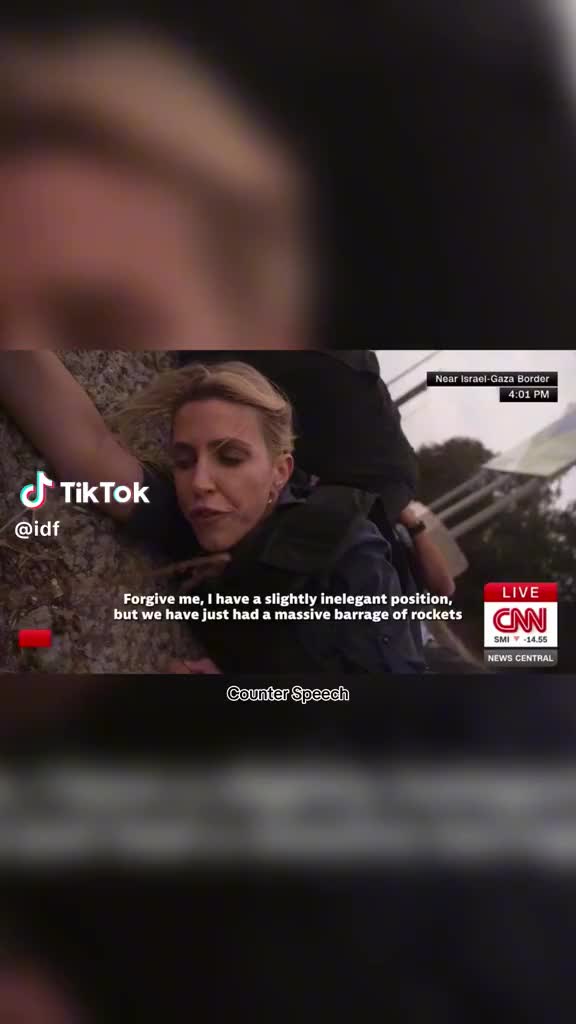 Near Israel-Gaza Border
4:01 PM
TikTok
@idf
Forgive me, I have a slightly inelegant position,
but we have just had a massive barrage of rockets
LIVE
CNN
SMI ▼ -14.55
NEWS CENTRAL
Counter Speech